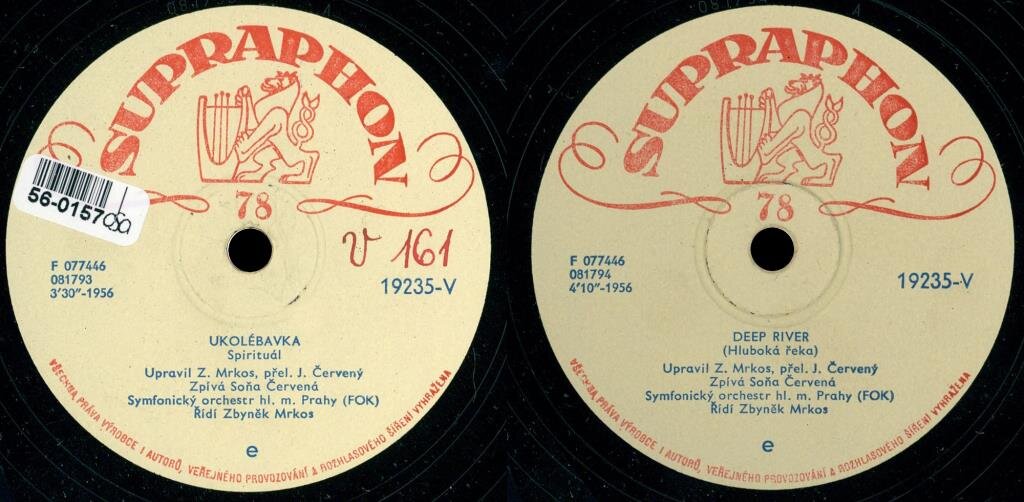 SUPRAPHON
78
56-0157
V 161
F 077446
081793
3'30"-1956
19235-V
UKOLÉBAVKA
Spirituál
Upravil Z. Mrkos, přel. J. Červený
Zpívá Soňa Červená
Symfonický orchestr hl. m. Prahy (FOK)
Řídí Zbyněk Mrkos
e
VŠECHNA PRÁVA VÝROBCE I AUTORŮ, VEŘEJNÉHO PROVOZOVÁNÍ A ROZHLASOVÉHO ŠÍŘENÍ VYHRAŽENA
SUPRAPHON
78
F 077446
081794
4'10"-1956
19235-V
DEEP RIVER
(Hluboká řeka)
Upravil Z. Mrkos, přel. J. Červený
Zpívá Soňa Červená
Symfonický orchestr hl. m. Prahy (FOK)
Řídí Zbyněk Mrkos
e
VŠECHNA PRÁVA VÝROBCE I AUTORŮ, VEŘEJNÉHO PROVOZOVÁNÍ A ROZHLASOVÉHO ŠÍŘENÍ VYHRAŽENA